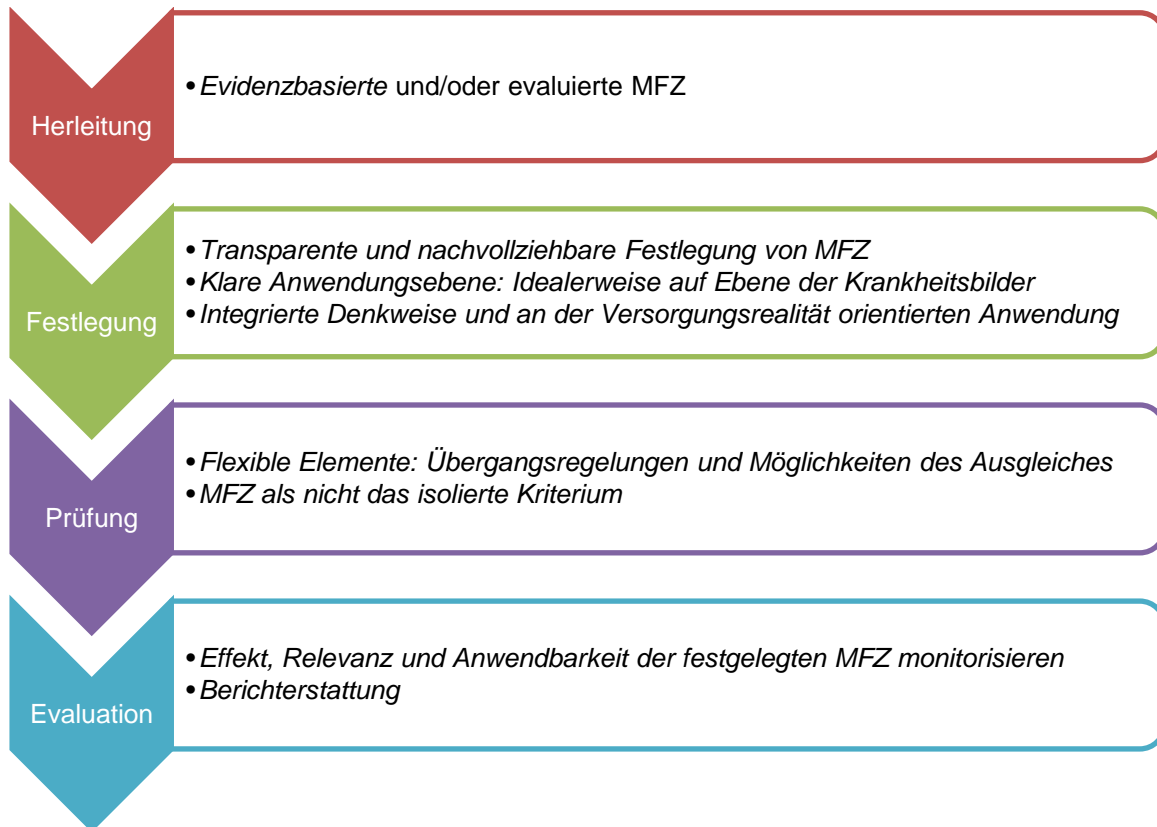 Herleitung
• Evidenzbasierte und/oder evaluierte MFZ
Festlegung
• Transparente und nachvollziehbare Festlegung von MFZ
• Klare Anwendungsebene: Idealerweise auf Ebene der Krankheitsbilder
• Integrierte Denkweise und an der Versorgungsrealität orientierten Anwendung
Prüfung
• Flexible Elemente: Übergangsregelungen und Möglichkeiten des Ausgleiches
• MFZ als nicht das isolierte Kriterium
Evaluation
• Effekt, Relevanz und Anwendbarkeit der festgelegten MFZ monitorisieren
• Berichterstattung